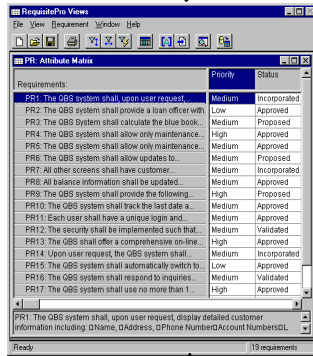 RequisitePro Views
File View Requirement Window Help
PR: Attribute Matrix
Requirements: Priority Status
PR1: The QBS system shall, upon user request,... Medium Incorporated
PR2: The QBS system shall provide a loan officer with. Low Approved
PR3: The QBS system shall calculate the blue book... Medium Proposed
PR4: The QBS system shall allow only maintenance... High Approved
PR5: The QBS system shall allow only maintenance... Medium Approved
PR6: The QBS system shall allow updates to... Medium Proposed
PR7: All other screens shall have customer... Medium Incorporated
PR8: All balance information shall be updated... Medium Approved
PR9: The QBS system shall provide the following... High Proposed
PR10: The QBS system shall track the last date a... Medium Approved
PR11: Each user shall have a unique login and... Medium Approved
PR12: The security shall be implemented such that... Medium Validated
PR13: The QBS shall offer a comprehensive on-line... High Approved
PR14: Upon user request, the QBS system shall... Medium Incorporated
PR15: The QBS system shall automatically switch to... Low Approved
PR16: The QBS system shall respond to inquiries... Medium Validated
PR17: The QBS system shall use no more than 1... High Approved
PR1: The QBS system shall, upon user request, display detailed customer
information including: □Name, □Address, □Phone Number□Account Numbers□L
Ready 19 requirements